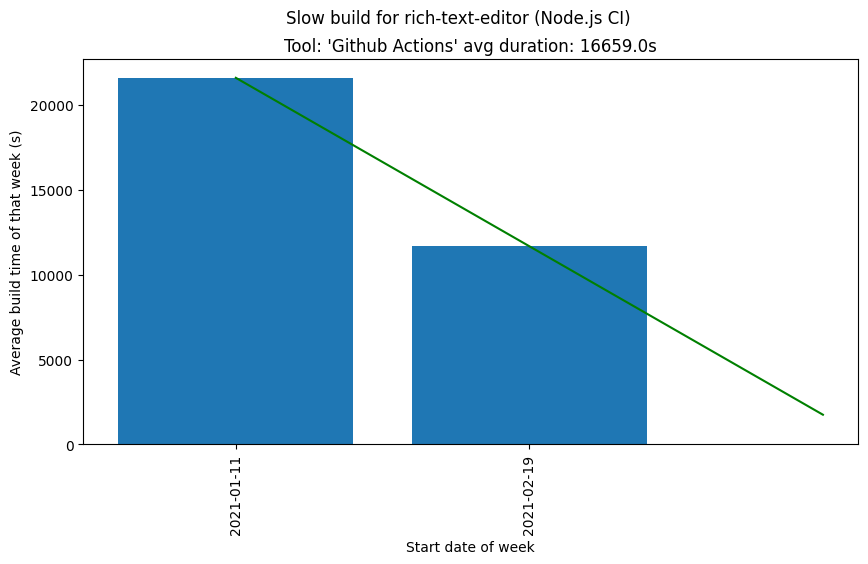 Slow build for rich-text-editor (Node.js CI)
Tool: 'Github Actions' avg duration: 16659.0s
Average build time of that week (s)
20000
15000
10000
5000
0
2021-01-11
2021-02-19
Start date of week